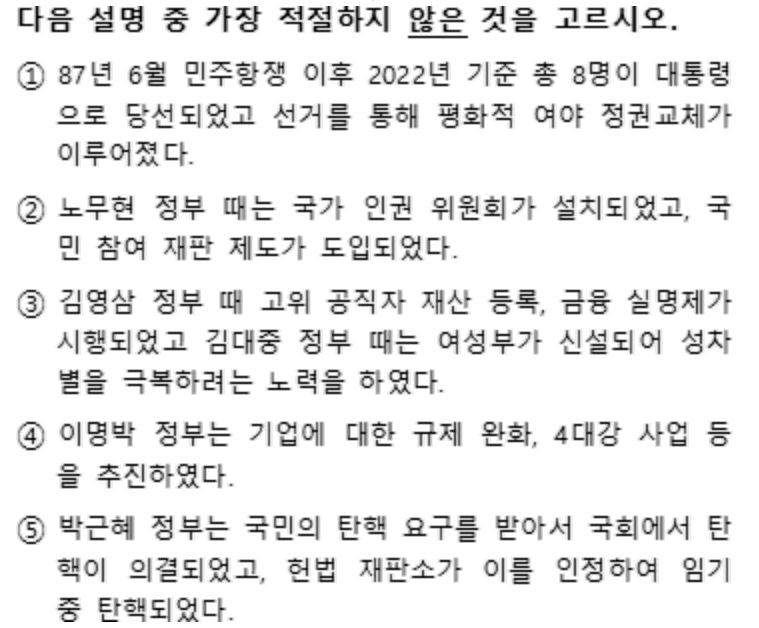 다음 설명 중 가장 적절하지 않은 것을 고르시오.
① 87년 6월 민주항쟁 이후 2022년 기준 총 8명이 대통령
으로 당선되었고 선거를 통해 평화적 여야 정권교체가
이루어졌다.
② 노무현 정부 때는 국가 인권 위원회가 설치되었고, 국
민 참여 재판 제도가 도입되었다.
③ 김영삼 정부 때 고위 공직자 재산 등록, 금융 실명제가
시행되었고 김대중 정부 때는 여성부가 신설되어 성차
별을 극복하려는 노력을 하였다.
④ 이명박 정부는 기업에 대한 규제 완화, 4대강 사업 등
을 추진하였다.
⑤ 박근혜 정부는 국민의 탄핵 요구를 받아서 국회에서 탄
핵이 의결되었고, 헌법 재판소가 이를 인정하여 임기
중 탄핵되었다.